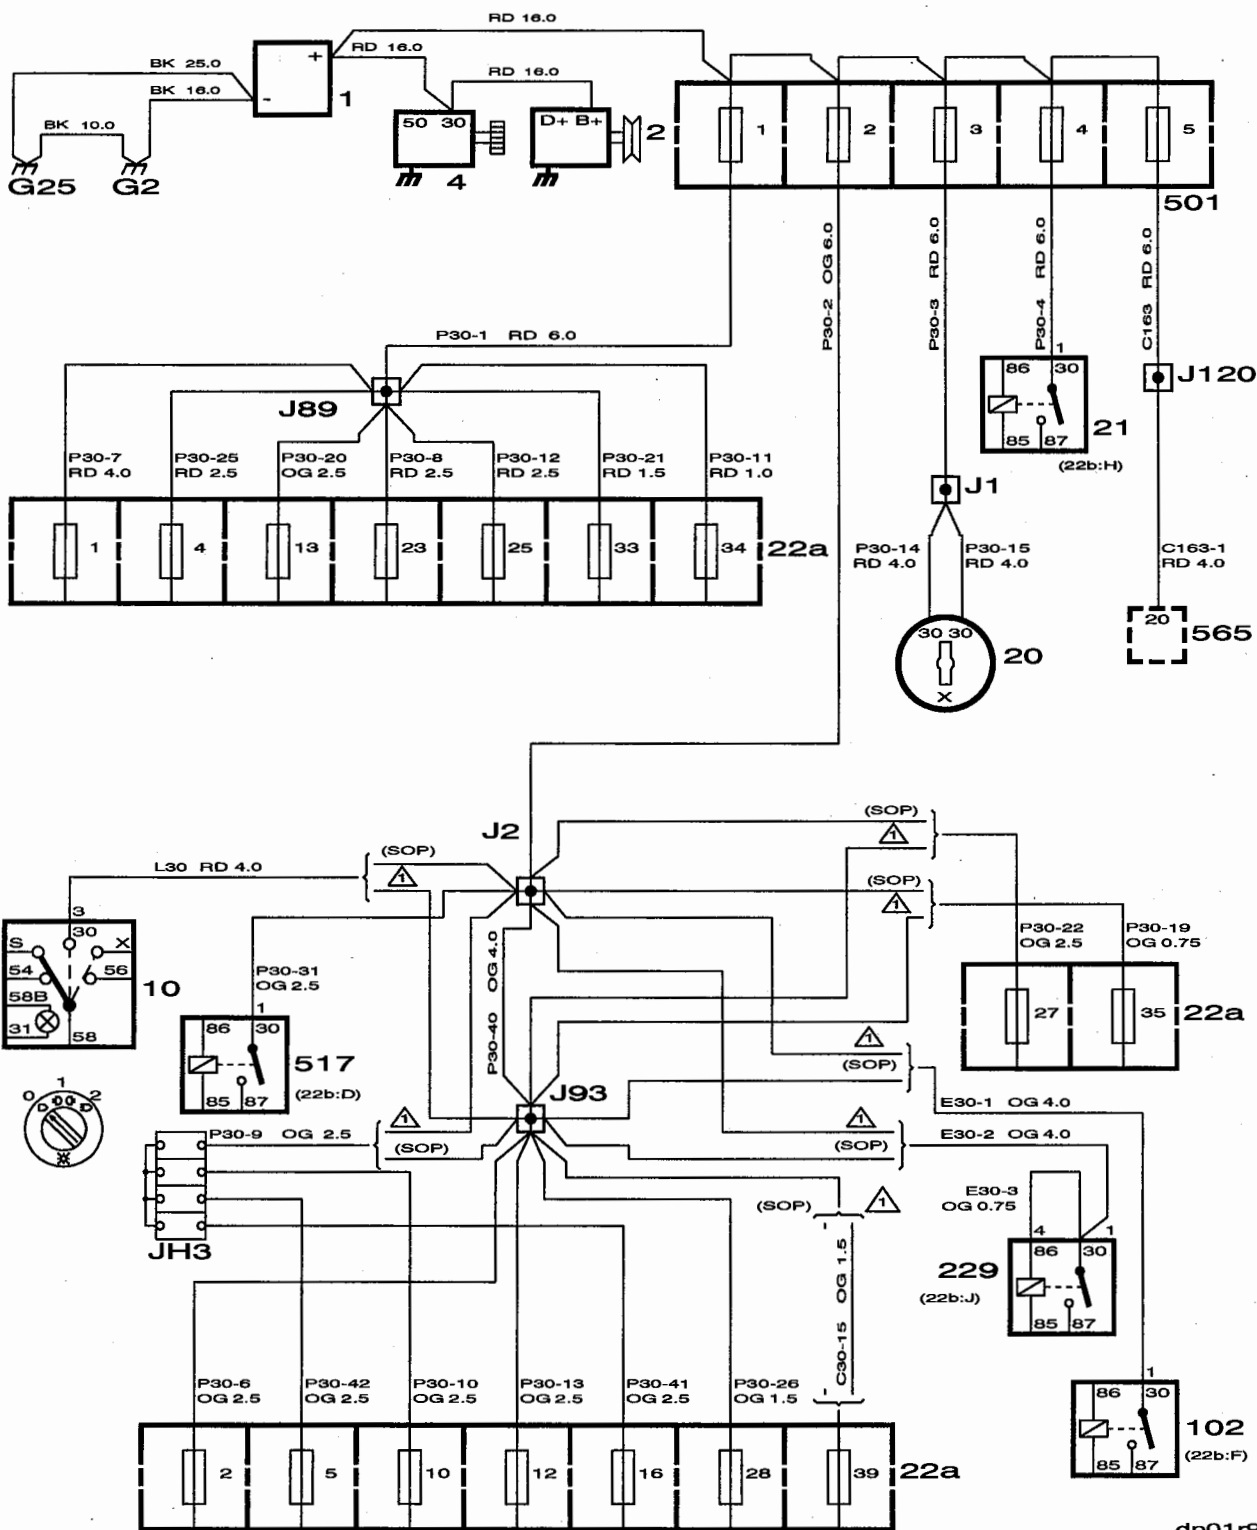 RD 16.0
RD 16.0
BK 25.0
RD 16.0
BK 16.0
+
-
1
BK 10.0
50 30
D+ B+
2
1
2
3
4
5
G25
G2
4
501
P30-2 OG 6.0
P30-3 RD 6.0
P30-4 RD 6.0
C163 RD 6.0
P30-1 RD 6.0
1
86 30
J120
J89
21
85 87
(22b:H)
P30-7
RD 4.0
P30-25
RD 2.5
P30-20
OG 2.5
P30-8
RD 2.5
P30-12
RD 2.5
P30-21
RD 1.5
P30-11
RD 1.0
J1
1
4
13
23
25
33
34
22a
P30-14
RD 4.0
P30-15
RD 4.0
C163-1
RD 4.0
30 30
20
X
20
565
J2
(SOP)
1
(SOP)
1
L30 RD 4.0
(SOP)
1
3
30
S
X
54
56
10
58B
31
58
P30-31
OG 2.5
1
86 30
517
85 87
(22b:D)
P30-40 OG 4.0
P30-22
OG 2.5
P30-19
OG 0.75
27
35
22a
1
(SOP)
J93
E30-1 OG 4.0
0
1
2
P30-9 OG 2.5
1
(SOP)
1
(SOP)
E30-2 OG 4.0
JH3
(SOP)
1
E30-3
OG 0.75
4
1
86 30
229
(22b:J)
85 87
C30-15 OG 1.5
P30-6
OG 2.5
P30-42
OG 2.5
P30-10
OG 2.5
P30-13
OG 2.5
P30-41
OG 2.5
P30-26
OG 1.5
1
86 30
102
85 87
(22b:F)
2
5
10
12
16
28
39
22a